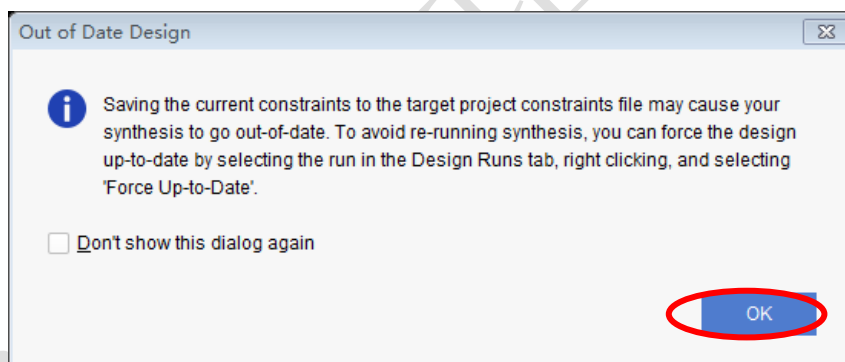 Out of Date Design
Saving the current constraints to the target project constraints file may cause your
synthesis to go out-of-date. To avoid re-running synthesis, you can force the design
up-to-date by selecting the run in the Design Runs tab, right clicking, and selecting
'Force Up-to-Date'.
Don't show this dialog again
OK